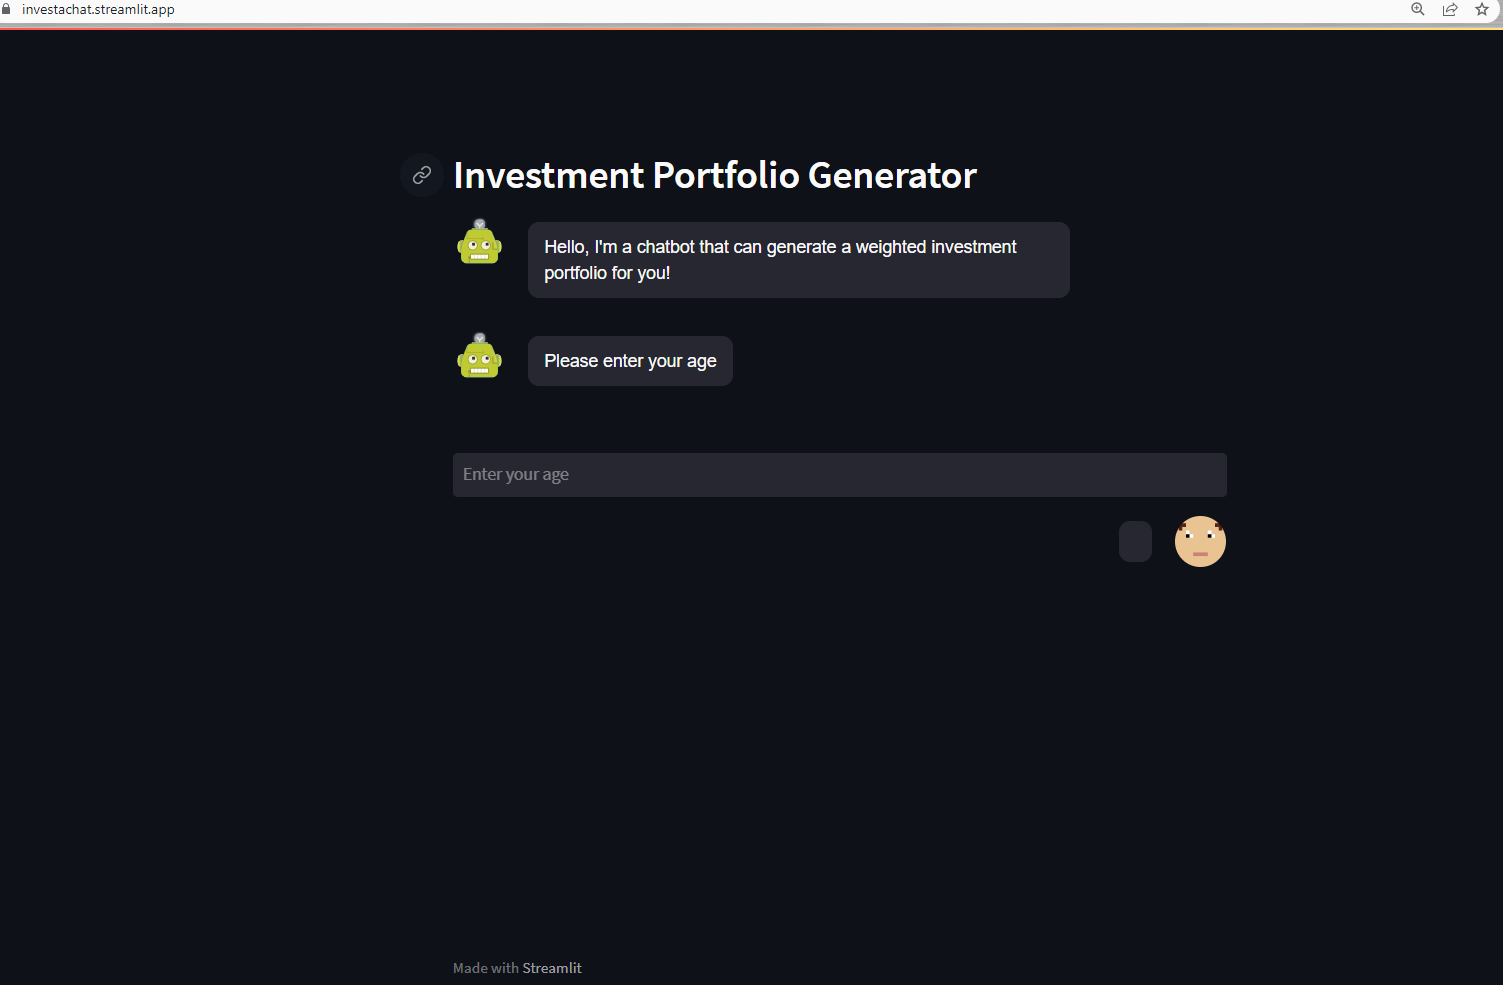 investachat.streamlit.app
Investment Portfolio Generator
Hello, I'm a chatbot that can generate a weighted investment
portfolio for you!
Please enter your age
Enter your age
Made with Streamlit